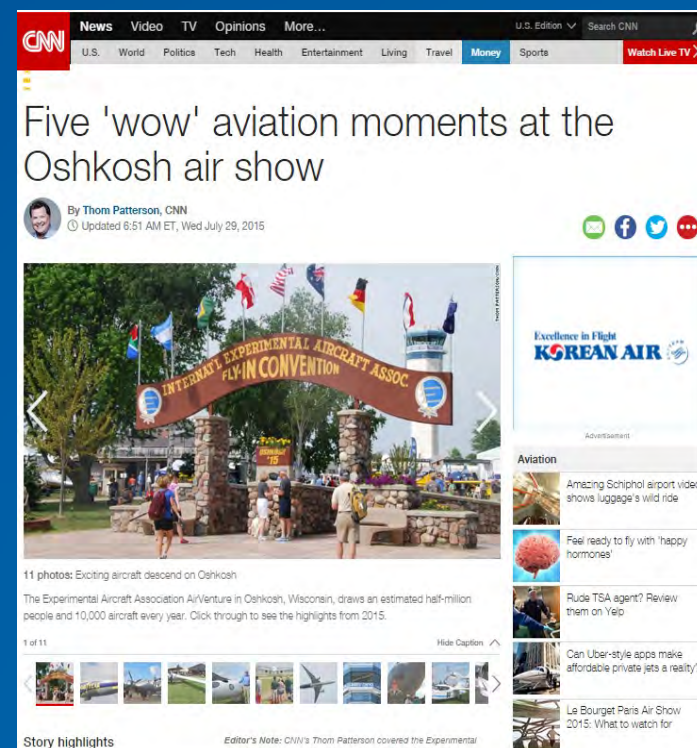 CNN
News Video TV Opinions More...
U.S. Edition Search CNN
U.S. World Politics Tech Health Entertainment Living Travel Money Sports
Watch Live TV
Five 'wow' aviation moments at the
Oshkosh air show
By Thom Patterson, CNN
Updated 6:51 AM ET, Wed July 29, 2015
THOM PATTERSON/CNN
INTERNAT'L EXPERIMENTAL AIRCRAFT ASSOC.
FLY-IN CONVENTION
11 photos: Exciting aircraft descend on Oshkosh
The Experimental Aircraft Association AirVenture in Oshkosh, Wisconsin, draws an estimated half-million
people and 10,000 aircraft every year. Click through to see the highlights from 2015.
1 of 11
Hide Caption
Story highlights
Editor's Note: CNN's Thom Patterson covered the Experimental
Excellence in Flight
KOREAN AIR
Advertisement
Aviation
Amazing Schiphol airport video
shows luggage's wild ride
Feel ready to fly with 'happy
hormones'
Rude TSA agent? Review
them on Yelp
Can Uber-style apps make
affordable private jets a reality?
Le Bourget Paris Air Show
2015: What to watch for